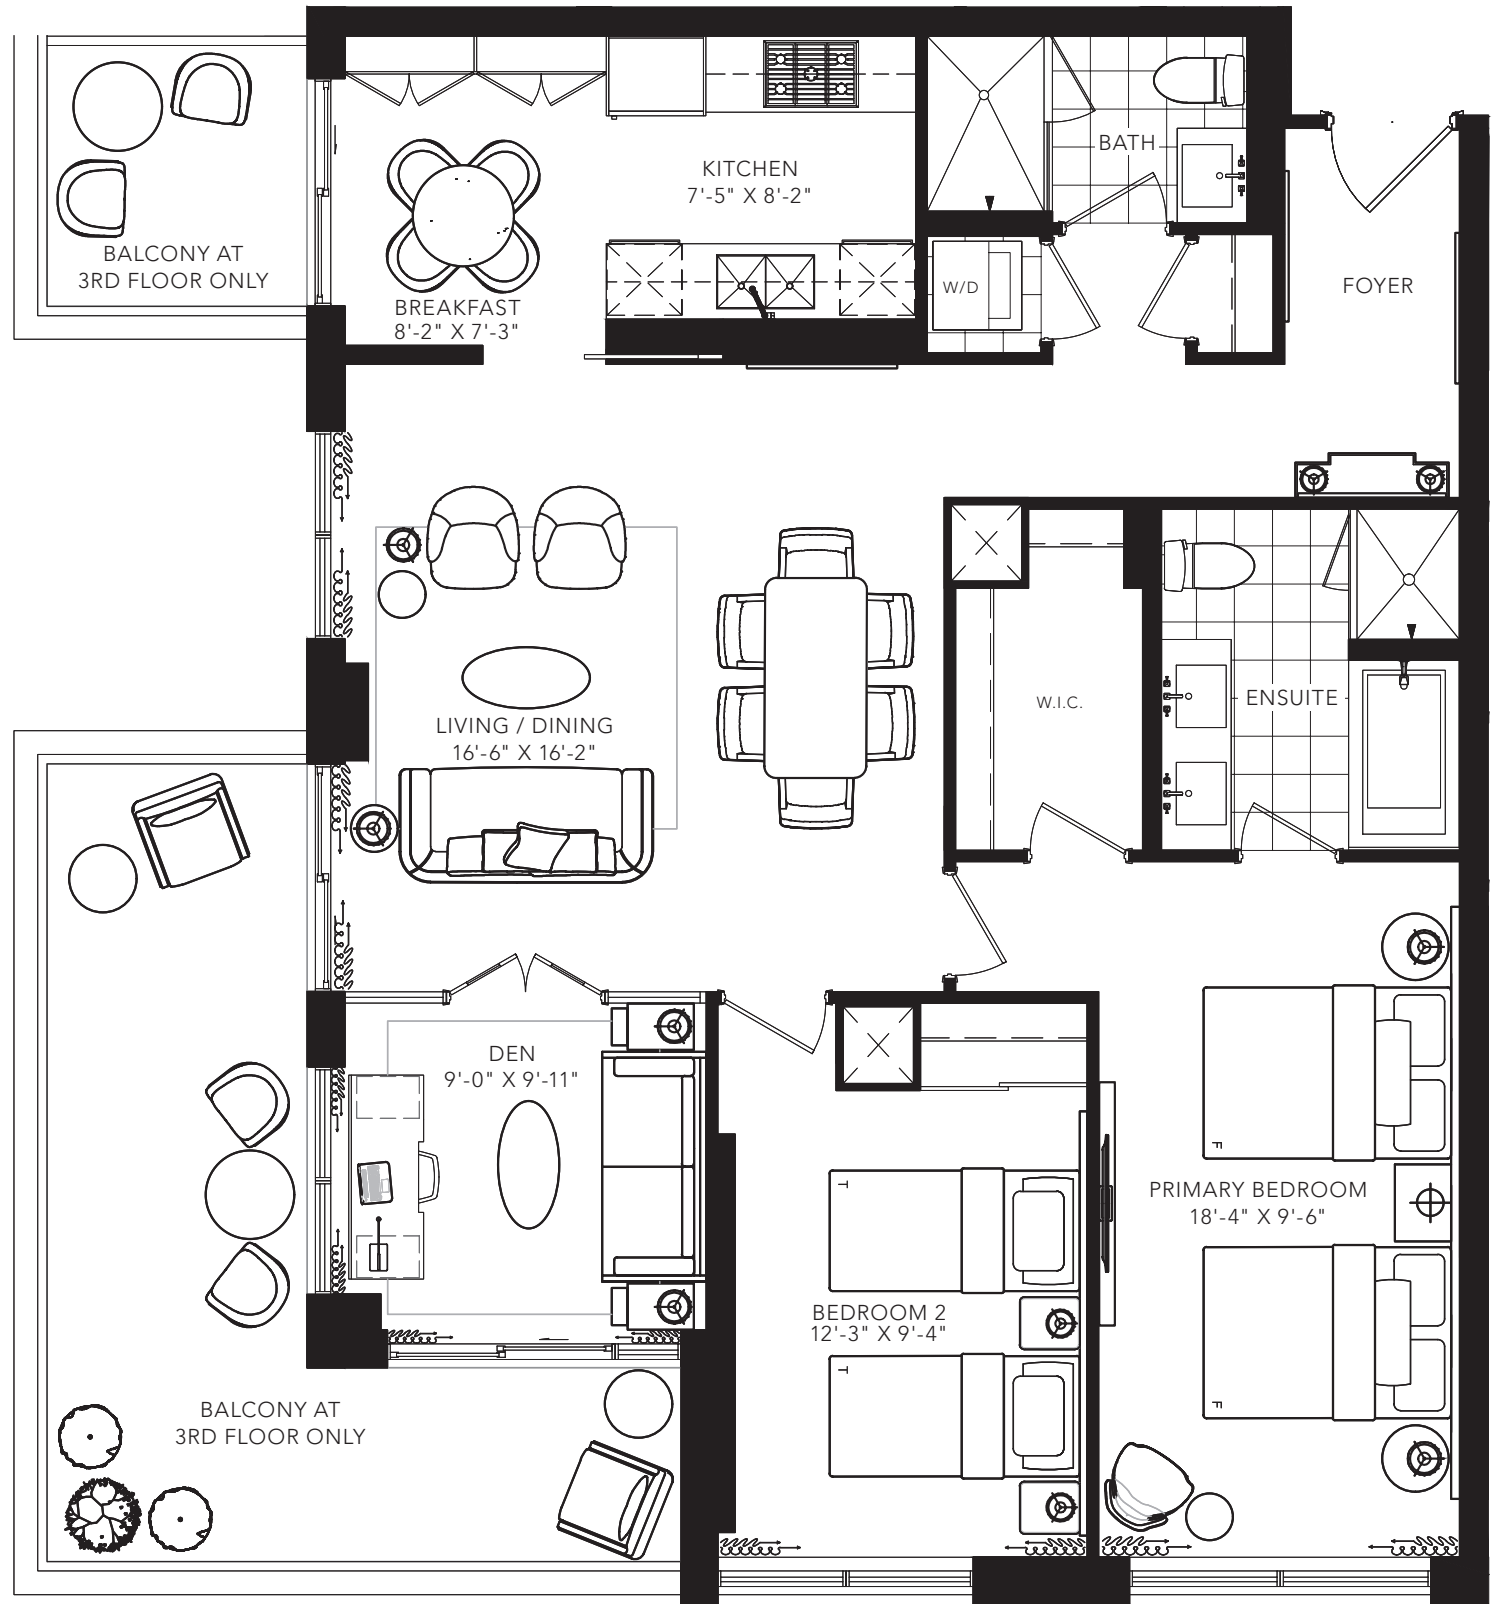 BATH
KITCHEN
7'-5" X 8'-2"
BALCONY AT
3RD FLOOR ONLY
BREAKFAST
8'-2" X 7'-3"
W/D
FOYER
W.I.C.
ENSUITE
LIVING / DINING
16'-6" X 16'-2"
DEN
9'-0" X 9'-11"
F
T
PRIMARY BEDROOM
18'-4" X 9'-6"
BEDROOM 2
12'-3" X 9'-4"
T
F
BALCONY AT
3RD FLOOR ONLY